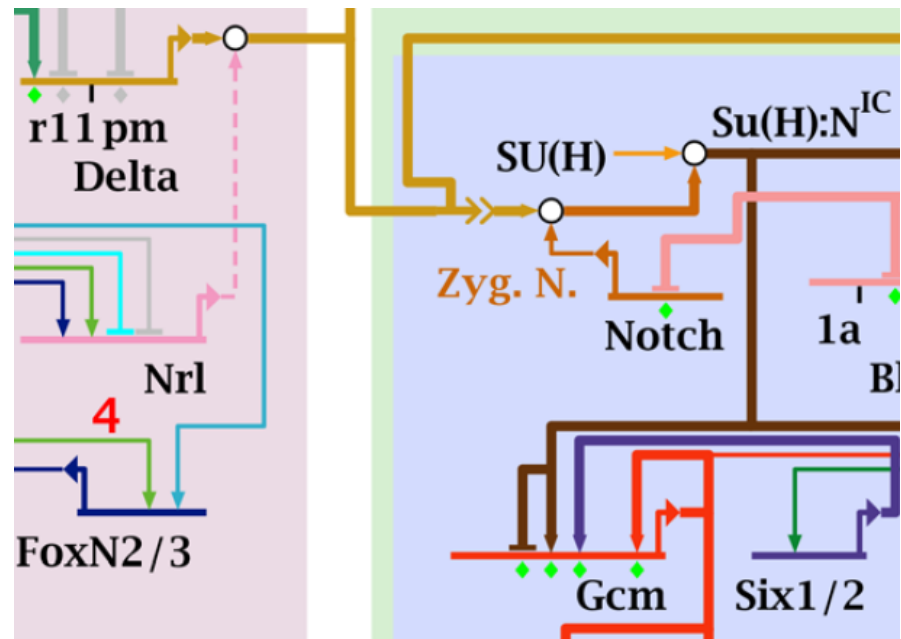 r11 pm
Delta
Nrl
4
FoxN2/3
SU(H)
Su(H):N^IC
Zyg. N.
Notch
1a
Gcm
Six1/2